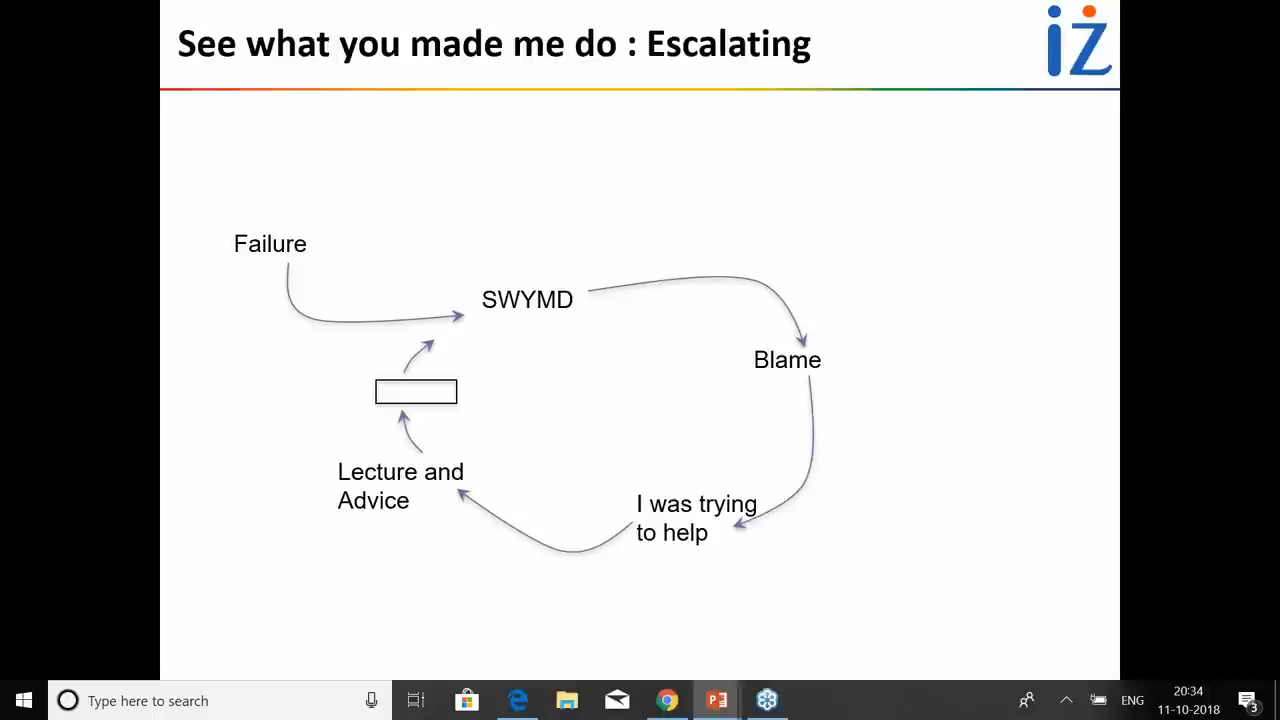 See what you made me do : Escalating
iz
Failure
SWYMD
Blame
Lecture and
Advice
I was trying
to help
Type here to search
ENG
20:34
11-10-2018
3